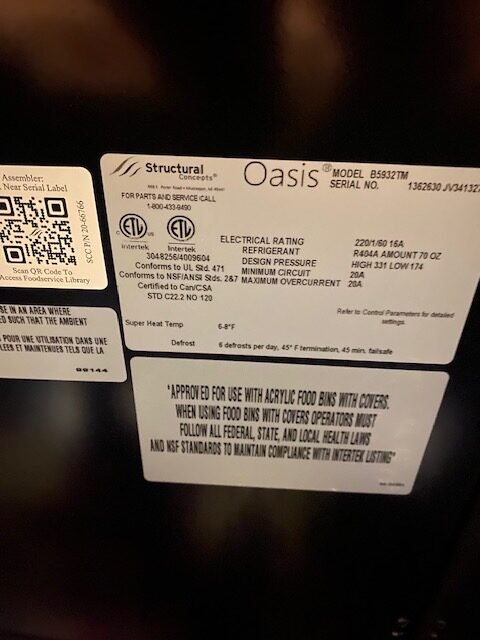 Assembler:
Near Serial Label
SCC P/N 20-66766
Scan QR Code To
Access Foodservice Library
SE IN AN AREA WHERE
ED SUCH THAT THE AMBIENT
POUR UNE UTILISATION DANS UNE
LEES ET MAINTENUES TELS QUE LA
99144
Structural
Concepts®
FOR PARTS AND SERVICE CALL
1-800-433-9490
Oasis®
MODEL B5932TM
SERIAL NO. 1362630 JV341327
ETL ETL
Intertek Intertek
3048256/4009604
Conforms to UL Std. 471
Conforms to NSF/ANSI Stds. 2&7
Certified to Can/CSA
STD C22.2 NO 120
ELECTRICAL RATING 220/1/60 16A
REFRIGERANT R404A AMOUNT 70 OZ
DESIGN PRESSURE HIGH 331 LOW 174
MINIMUM CIRCUIT 20A
MAXIMUM OVERCURRENT 20A
Refer to Control Parameters for detailed
settings.
Super Heat Temp 6-8°F
Defrost 6 defrosts per day, 45° F termination, 45 min. failsafe
"APPROVED FOR USE WITH ACRYLIC FOOD BINS WITH COVERS.
WHEN USING FOOD BINS WITH COVERS OPERATORS MUST
FOLLOW ALL FEDERAL, STATE, AND LOCAL HEALTH LAWS
AND NSF STANDARDS TO MAINTAIN COMPLIANCE WITH INTERTEK LISTING"